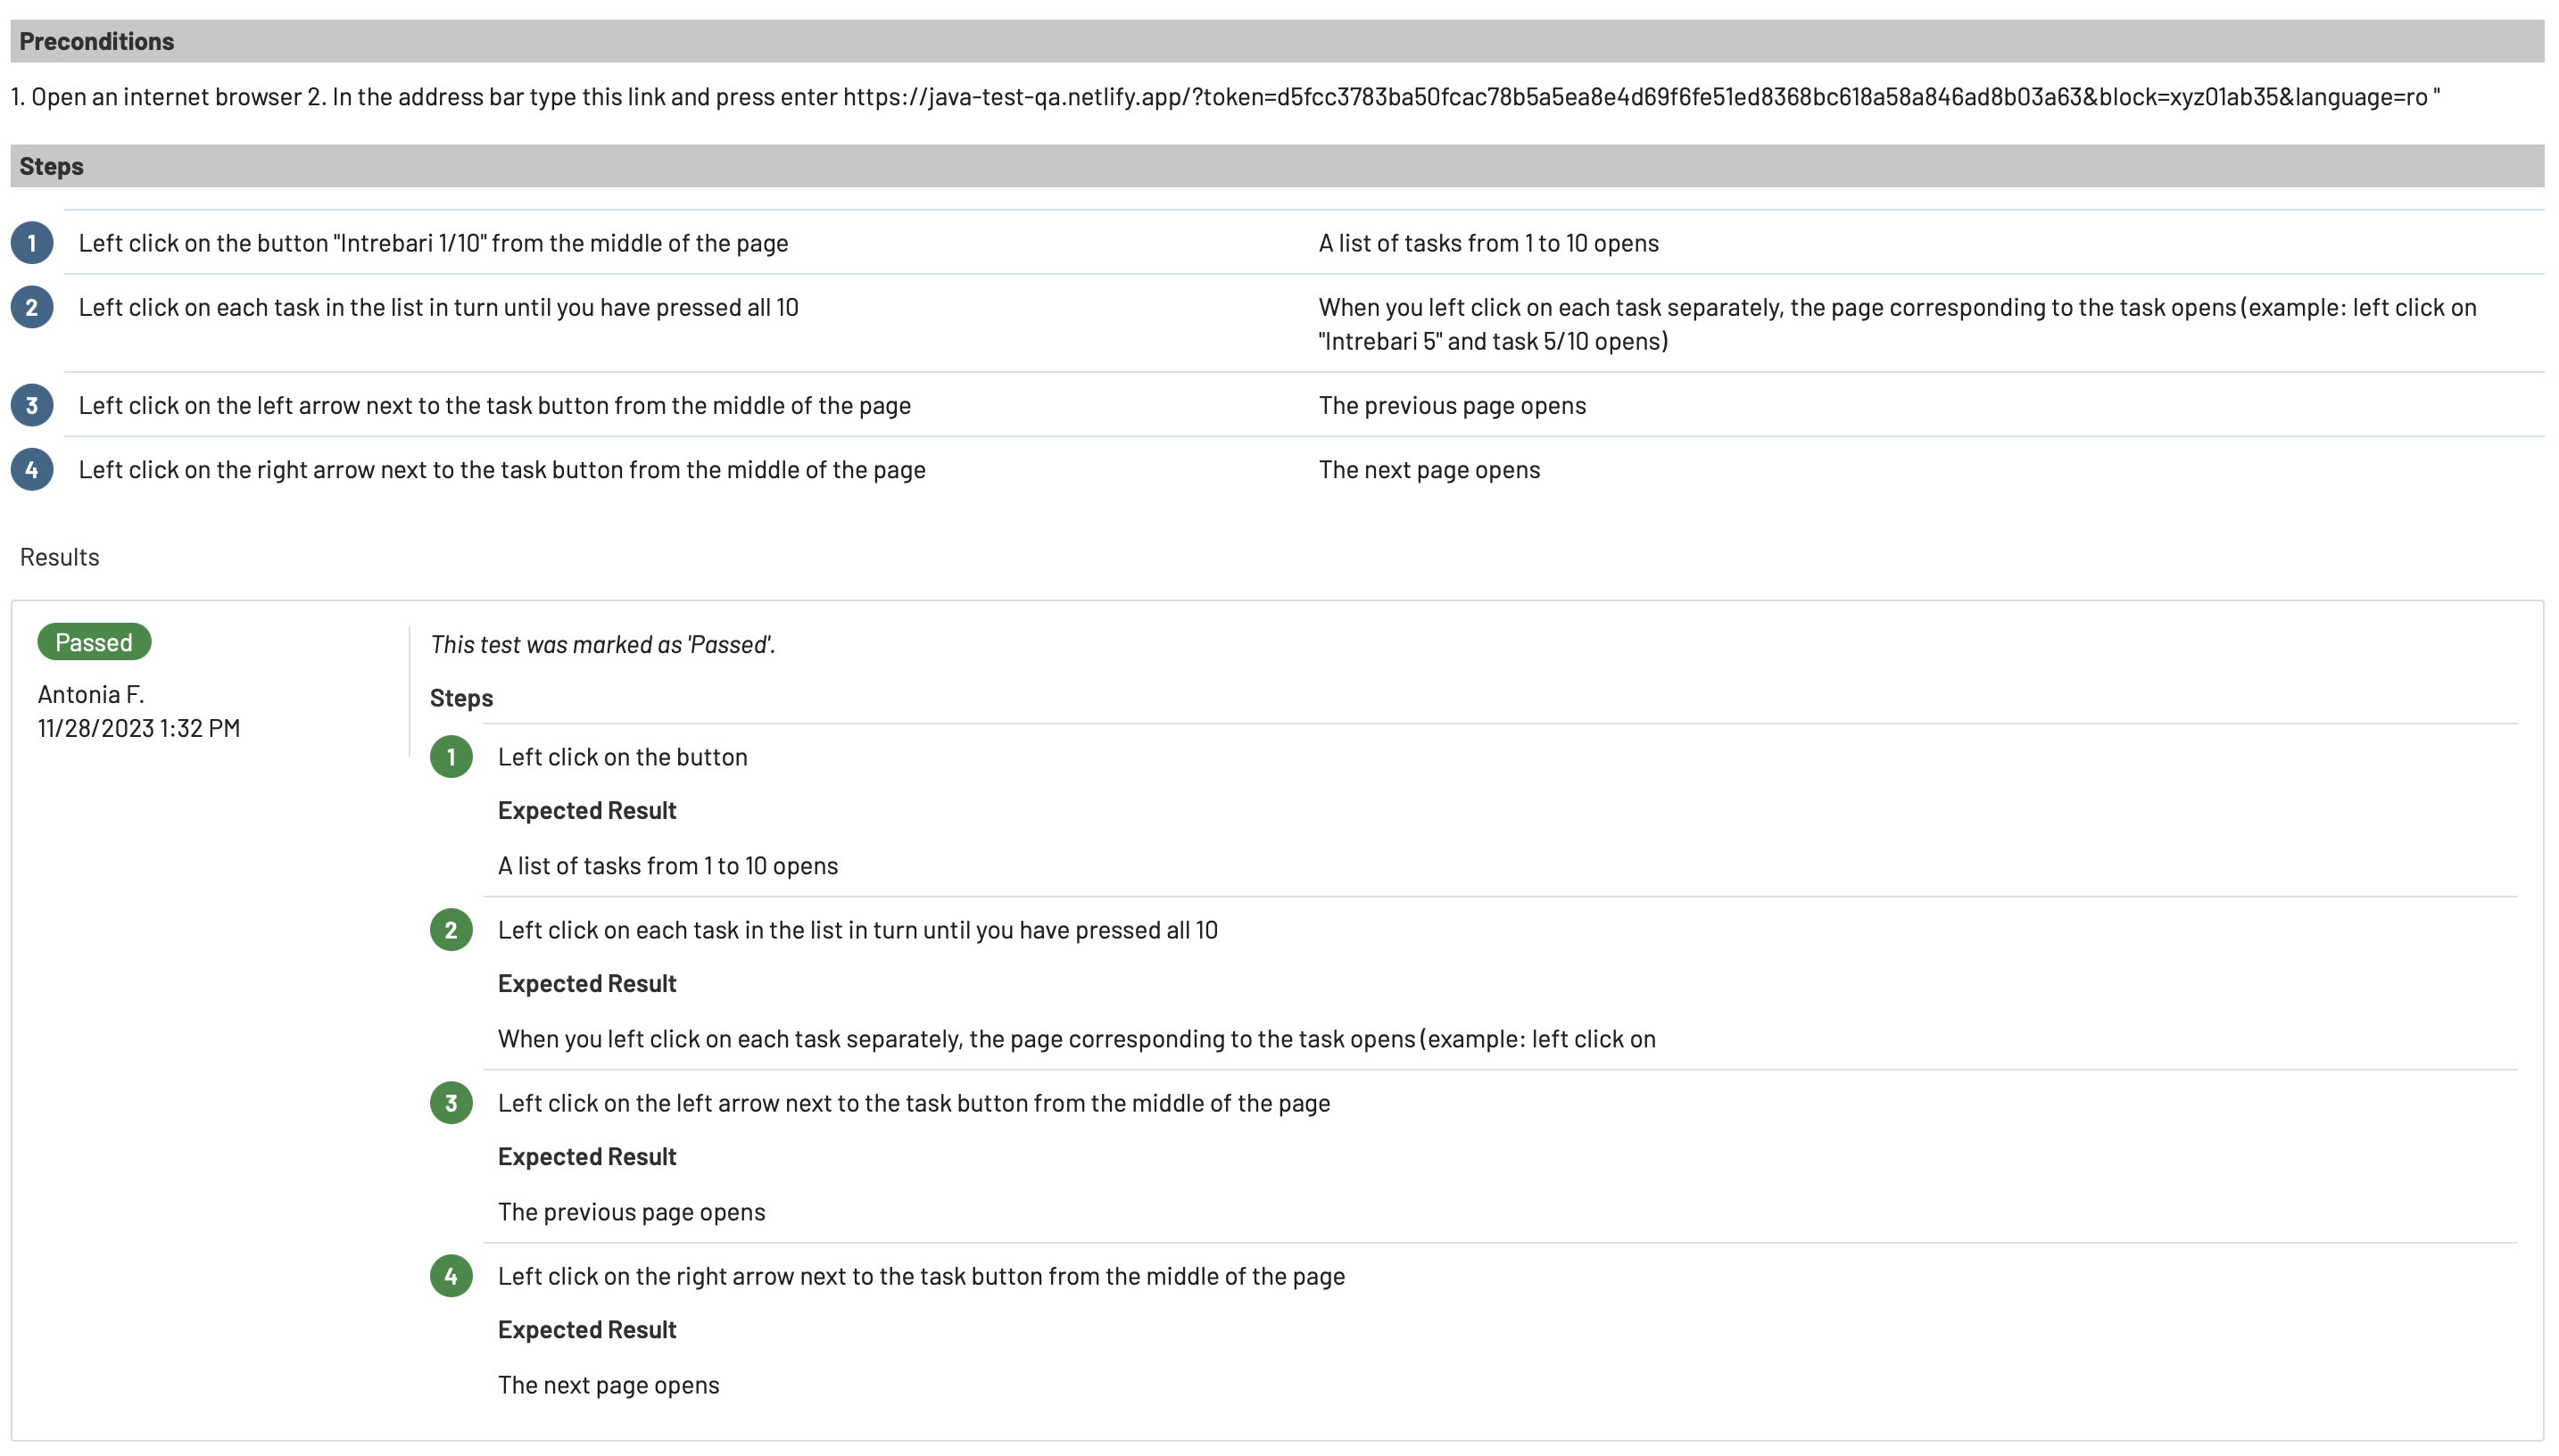 Preconditions
1. Open an internet browser 2. In the address bar type this link and press enter https://java-test-qa.netlify.app/?token=d5fcc3783ba50fcac78b5a5ea8e4d69f6fe51ed8368bc618a58a846ad8b03a63&block=xyz01ab35&language=ro "
Steps
1 Left click on the button "Intrebari 1/10" from the middle of the page A list of tasks from 1 to 10 opens
2 Left click on each task in the list in turn until you have pressed all 10 When you left click on each task separately, the page corresponding to the task opens (example: left click on
"Intrebari 5" and task 5/10 opens)
3 Left click on the left arrow next to the task button from the middle of the page The previous page opens
4 Left click on the right arrow next to the task button from the middle of the page The next page opens
Results
Passed
Antonia F.
11/28/2023 1:32 PM
This test was marked as 'Passed'.
Steps
1 Left click on the button
Expected Result
A list of tasks from 1 to 10 opens
2 Left click on each task in the list in turn until you have pressed all 10
Expected Result
When you left click on each task separately, the page corresponding to the task opens (example: left click on
3 Left click on the left arrow next to the task button from the middle of the page
Expected Result
The previous page opens
4 Left click on the right arrow next to the task button from the middle of the page
Expected Result
The next page opens